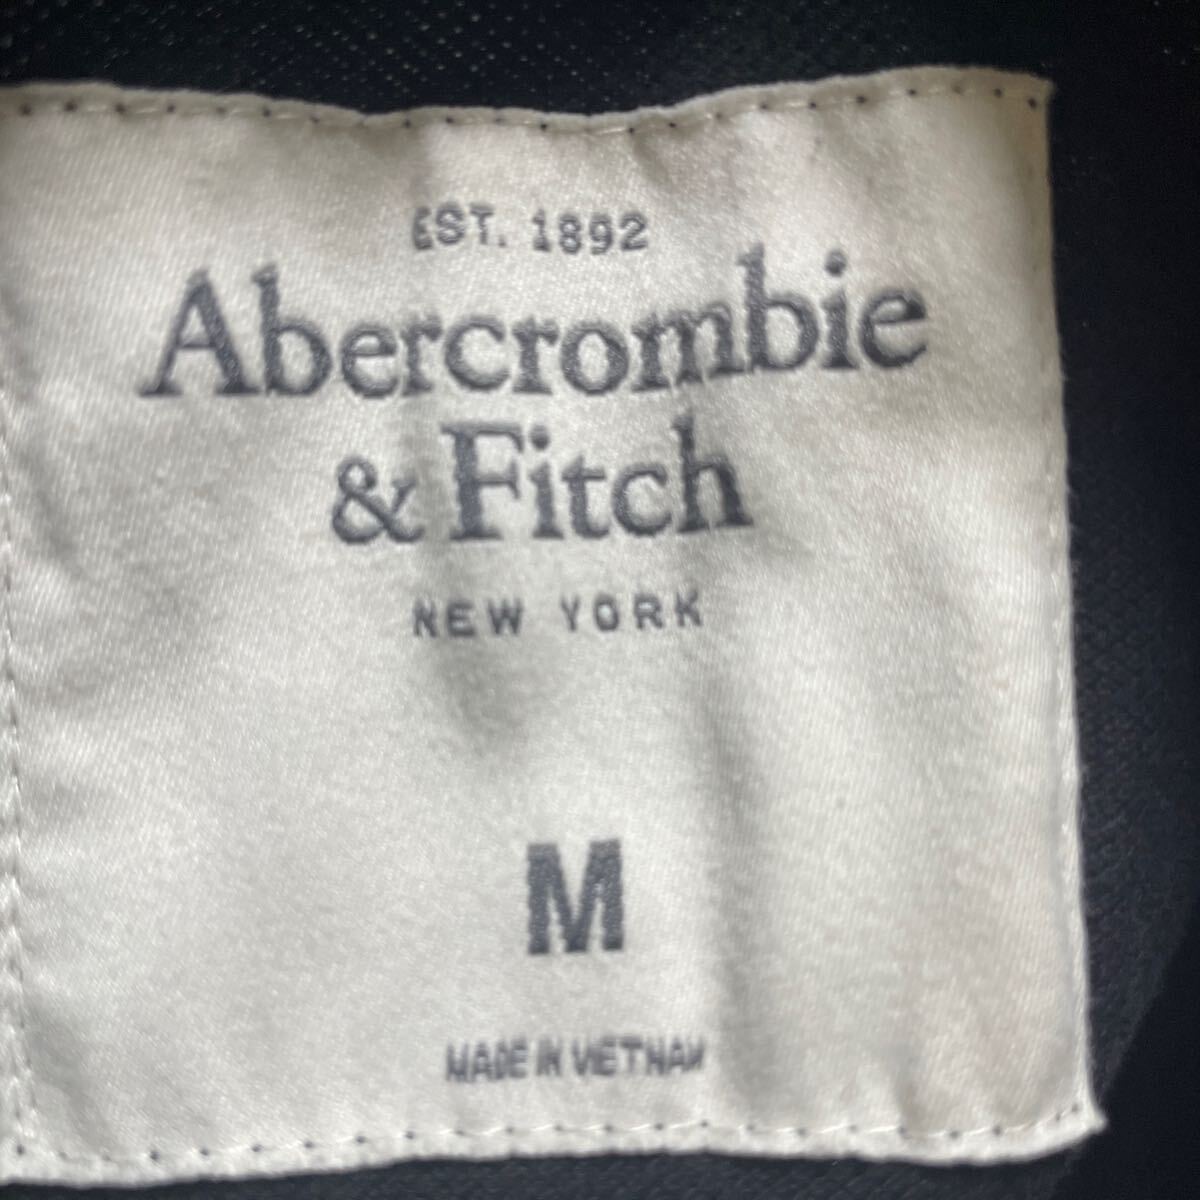 EST. 1892
Abercrombie
& Fitch
NEW YORK
M
MADE IN VIETNAM